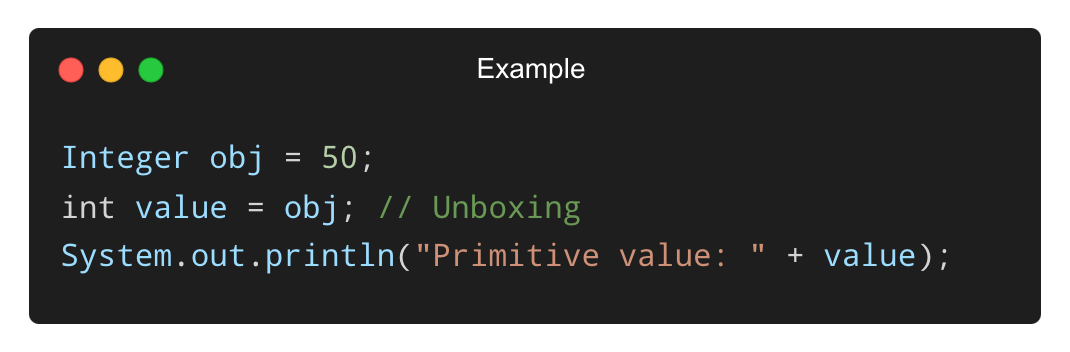 Example
Integer obj = 50;
int value = obj; // Unboxing
System.out.println("Primitive value: " + value);